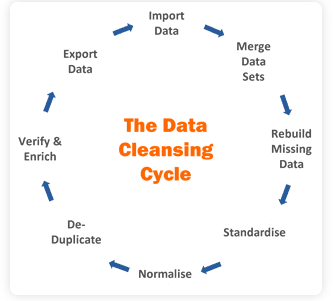 The Data
Cleansing
Cycle
Import
Data
Merge
Data
Sets
Rebuild
Missing
Data
Standardise
Normalise
De-
Duplicate
Verify &
Enrich
Export
Data